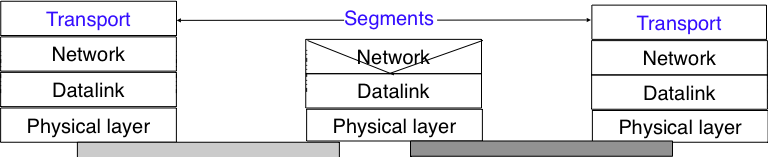 Transport
Segments
Transport
Network
Network
Network
Datalink
Datalink
Datalink
Physical layer
Physical layer
Physical layer